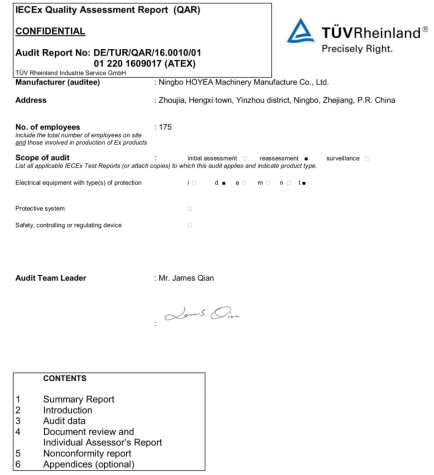 IECEx Quality Assessment Report (QAR)
CONFIDENTIAL
Audit Report No: DE/TUR/QAR/16.0010/01
01 220 1609017 (ATEX)
TÜV Rheinland Industrie Service GmbH
TÜVRheinland®
Precisely Right.
Manufacturer (auditee) : Ningbo HOYEA Machinery Manufacture Co., Ltd.
Address : Zhoujia, Hengxi town, Yinzhou district, Ningbo, Zhejiang, P.R. China
No. of employees : 175
include the total number of employees on site
and those involved in production of Ex products
Scope of audit : initial assessment □ reassessment ■ surveillance □
List all applicable IECEx Test Reports (or attach copies) to which this audit applies and indicate product type.
Electrical equipment with type(s) of protection i □ d ■ e □ m □ n □ t ■
Protective system □
Safety, controlling or regulating device □
Audit Team Leader : Mr. James Qian
: James Qian
CONTENTS
1 Summary Report
2 Introduction
3 Audit data
4 Document review and
Individual Assessor's Report
5 Nonconformity report
6 Appendices (optional)